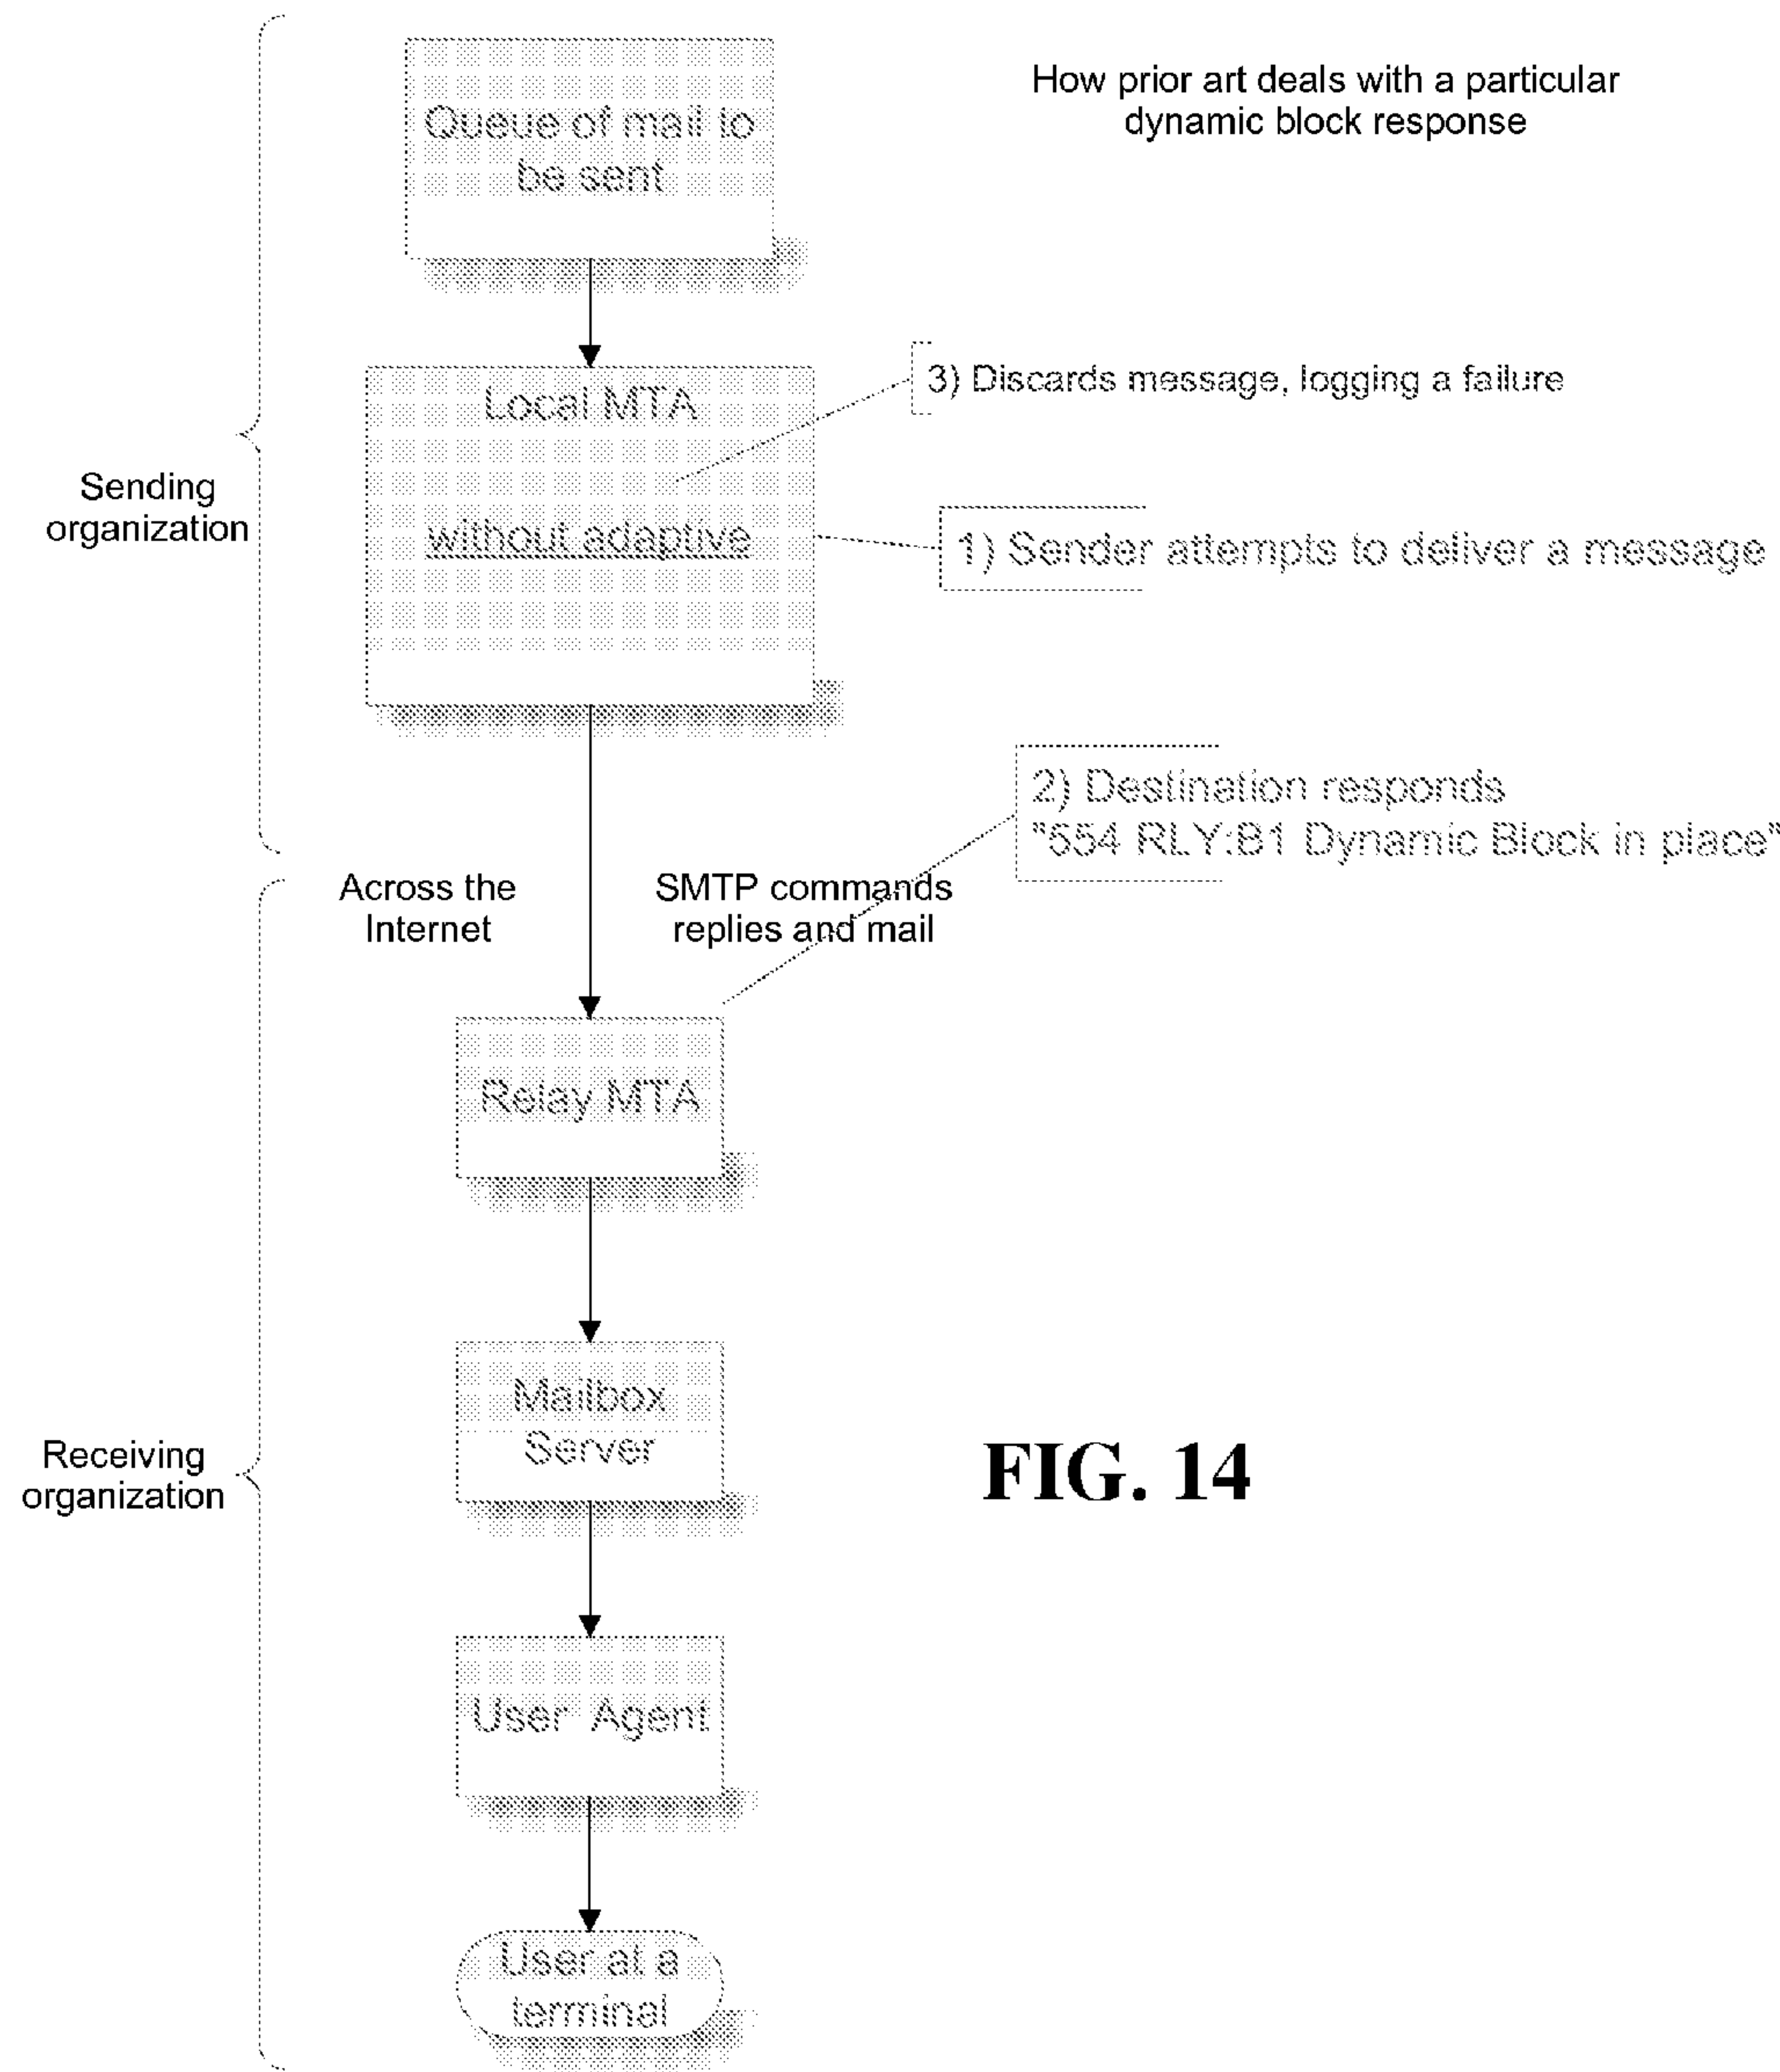 How prior art deals with a particular
dynamic block response
Queue of mail to
be sent
Sending
organization
Local MTA
without adaptive
3) Discards message, logging a failure
1) Sender attempts to deliver a message
2) Destination responds
"554 RLY:B1 Dynamic Block in place"
Across the
Internet
SMTP commands
replies and mail
Receiving
organization
Relay MTA
Mailbox
Server
User Agent
User at a
terminal
FIG. 14